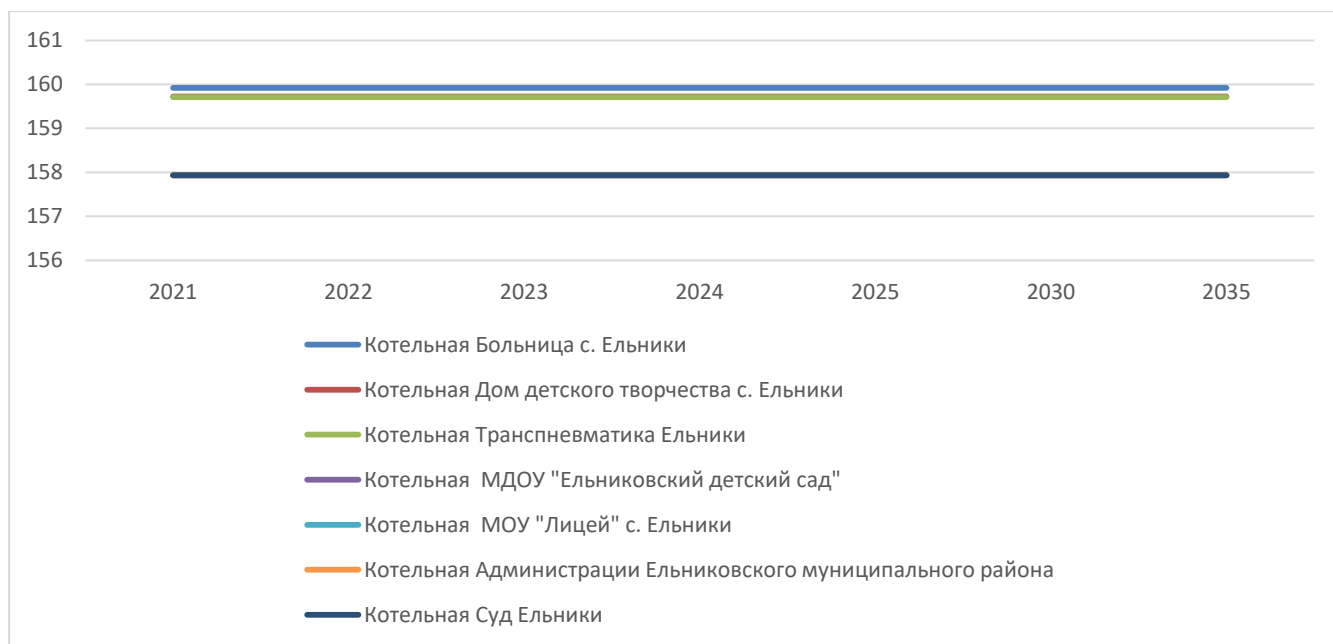 161
160
159
158
157
156
2021 2022 2023 2024 2025 2030 2035
Котельная Больница с. Ельники
Котельная Дом детского творчества с. Ельники
Котельная Транспневматика Ельники
Котельная  МДОУ "Ельниковский детский сад"
Котельная  МОУ "Лицей" с. Ельники
Котельная Администрации Ельниковского муниципального района
Котельная Суд Ельники